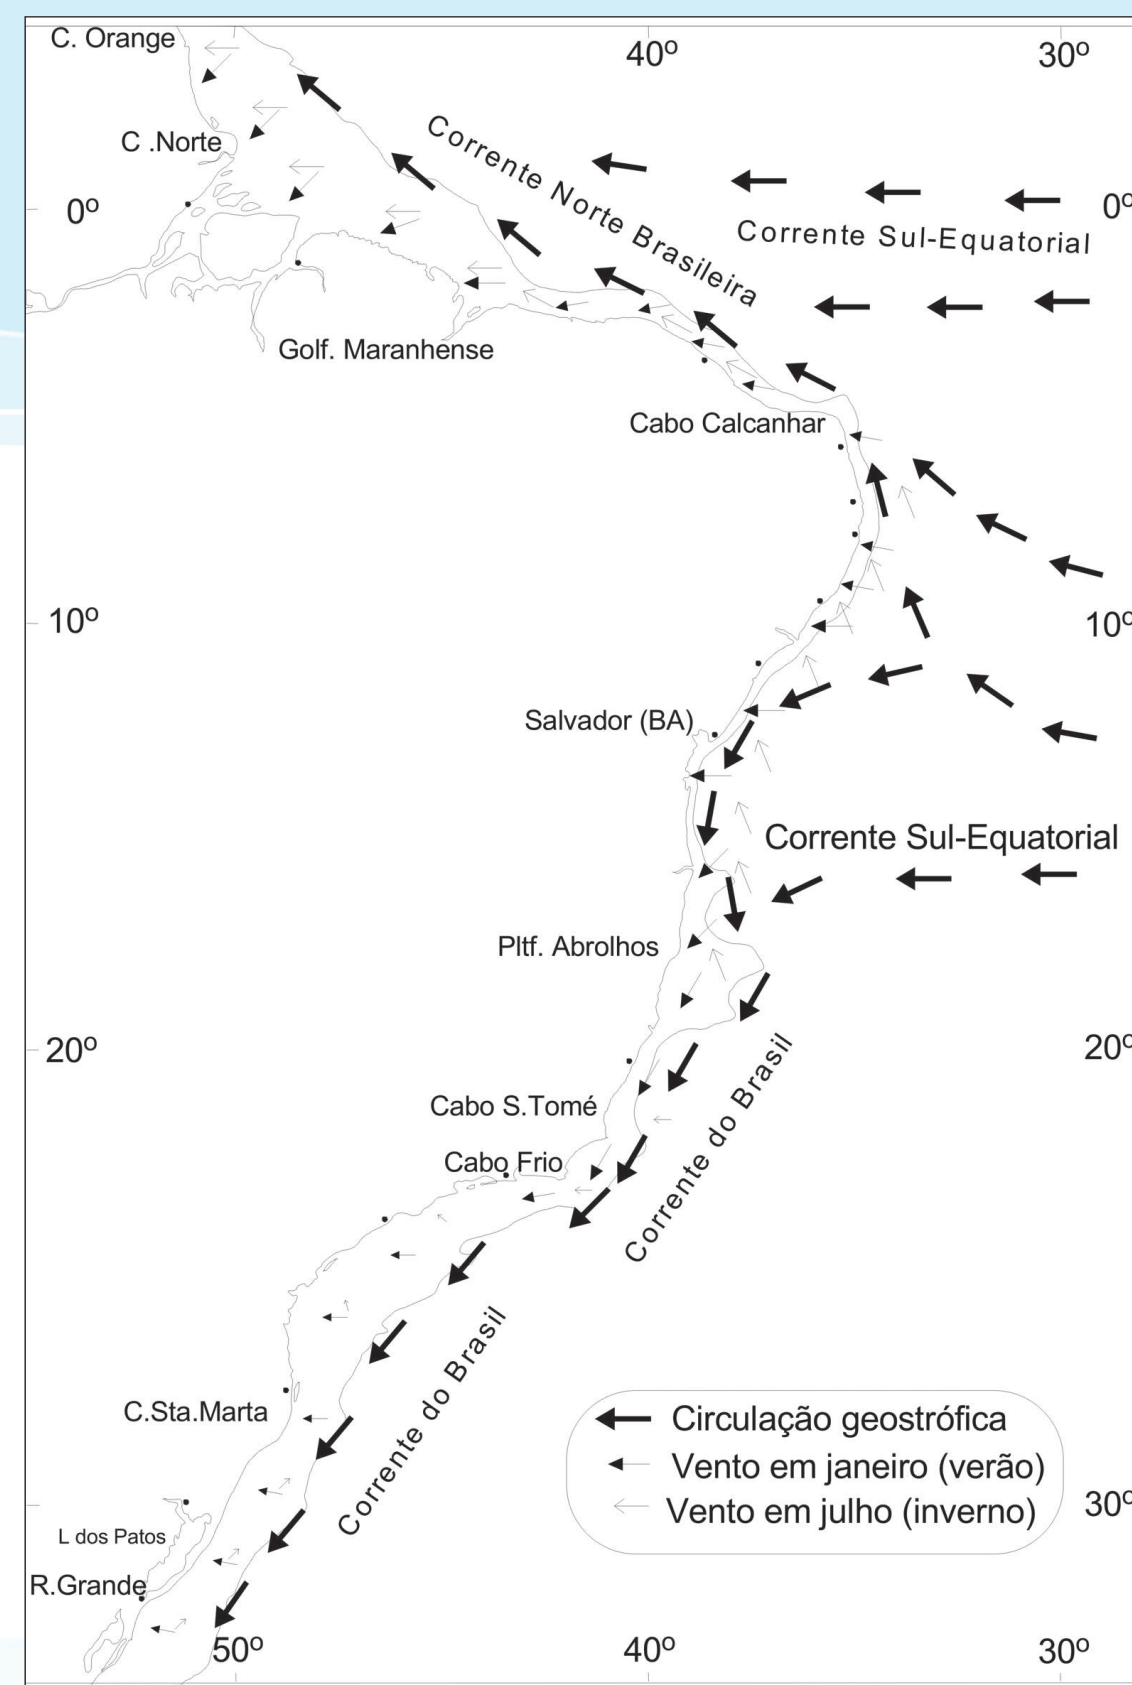 C. Orange
40º
30º
C .Norte
Corrente Norte Brasileira
0º
0º
Corrente Sul-Equatorial
Golf. Maranhense
Cabo Calcanhar
10º
10º
Salvador (BA)
Corrente Sul-Equatorial
Pltf. Abrolhos
20º
20º
Corrente do Brasil
Cabo S.Tomé
Cabo Frio
Corrente do Brasil
C.Sta.Marta
Circulação geostrófica
Vento em janeiro (verão)
Vento em julho (inverno)
30º
L dos Patos
R.Grande
50º
40º
30º